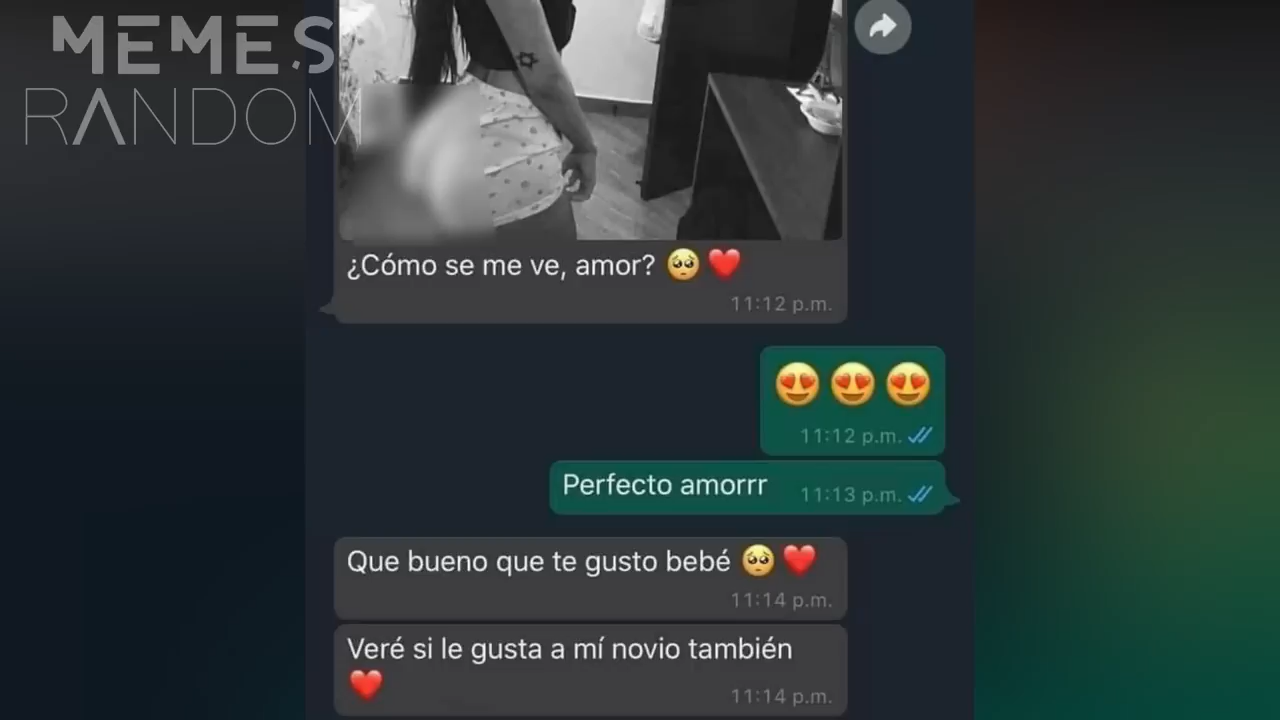 MEMES
RANDOM
¿Cómo se me ve, amor? 🥺❤️
11:12 p.m.
😍😍😍
11:12 p.m.
Perfecto amorrr 11:13 p.m.
Que bueno que te gusto bebé 🥺❤️
11:14 p.m.
Veré si le gusta a mí novio también
❤️ 11:14 p.m.